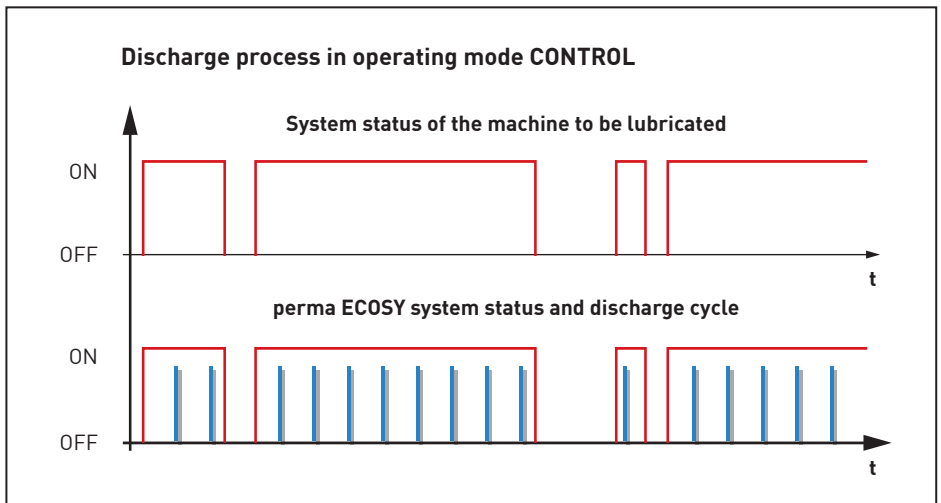 Discharge process in operating mode CONTROL
System status of the machine to be lubricated
ON
OFF
t
perma ECOSY system status and discharge cycle
ON
OFF
t